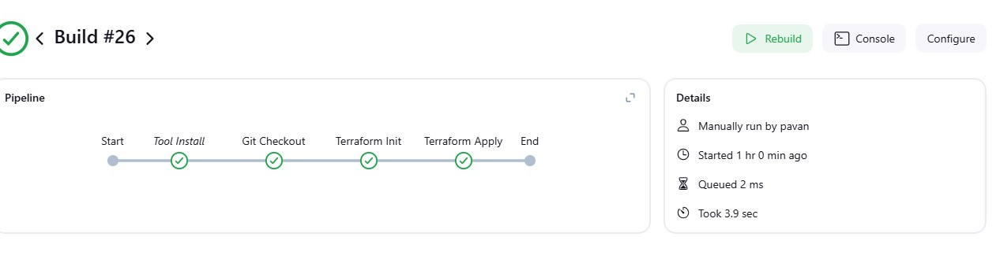 Build #26
Rebuild
Console
Configure
Pipeline
Start
Tool Install
Git Checkout
Terraform Init
Terraform Apply
End
Details
Manually run by pavan
Started 1 hr 0 min ago
Queued 2 ms
Took 3.9 sec